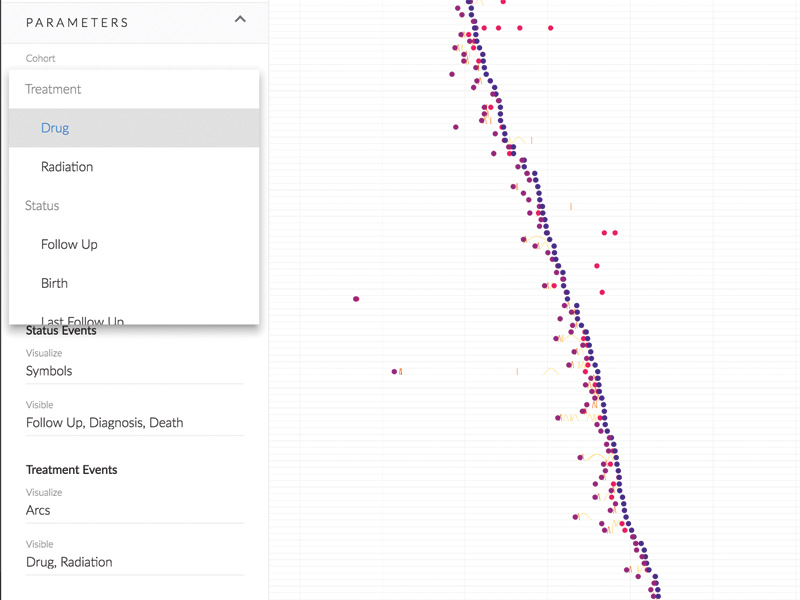 PARAMETERS
Cohort
Treatment
Drug
Radiation
Status
Follow Up
Birth
Last Follow Up
Status Events
Visualize
Symbols
Visible
Follow Up, Diagnosis, Death
Treatment Events
Visualize
Arcs
Visible
Drug, Radiation